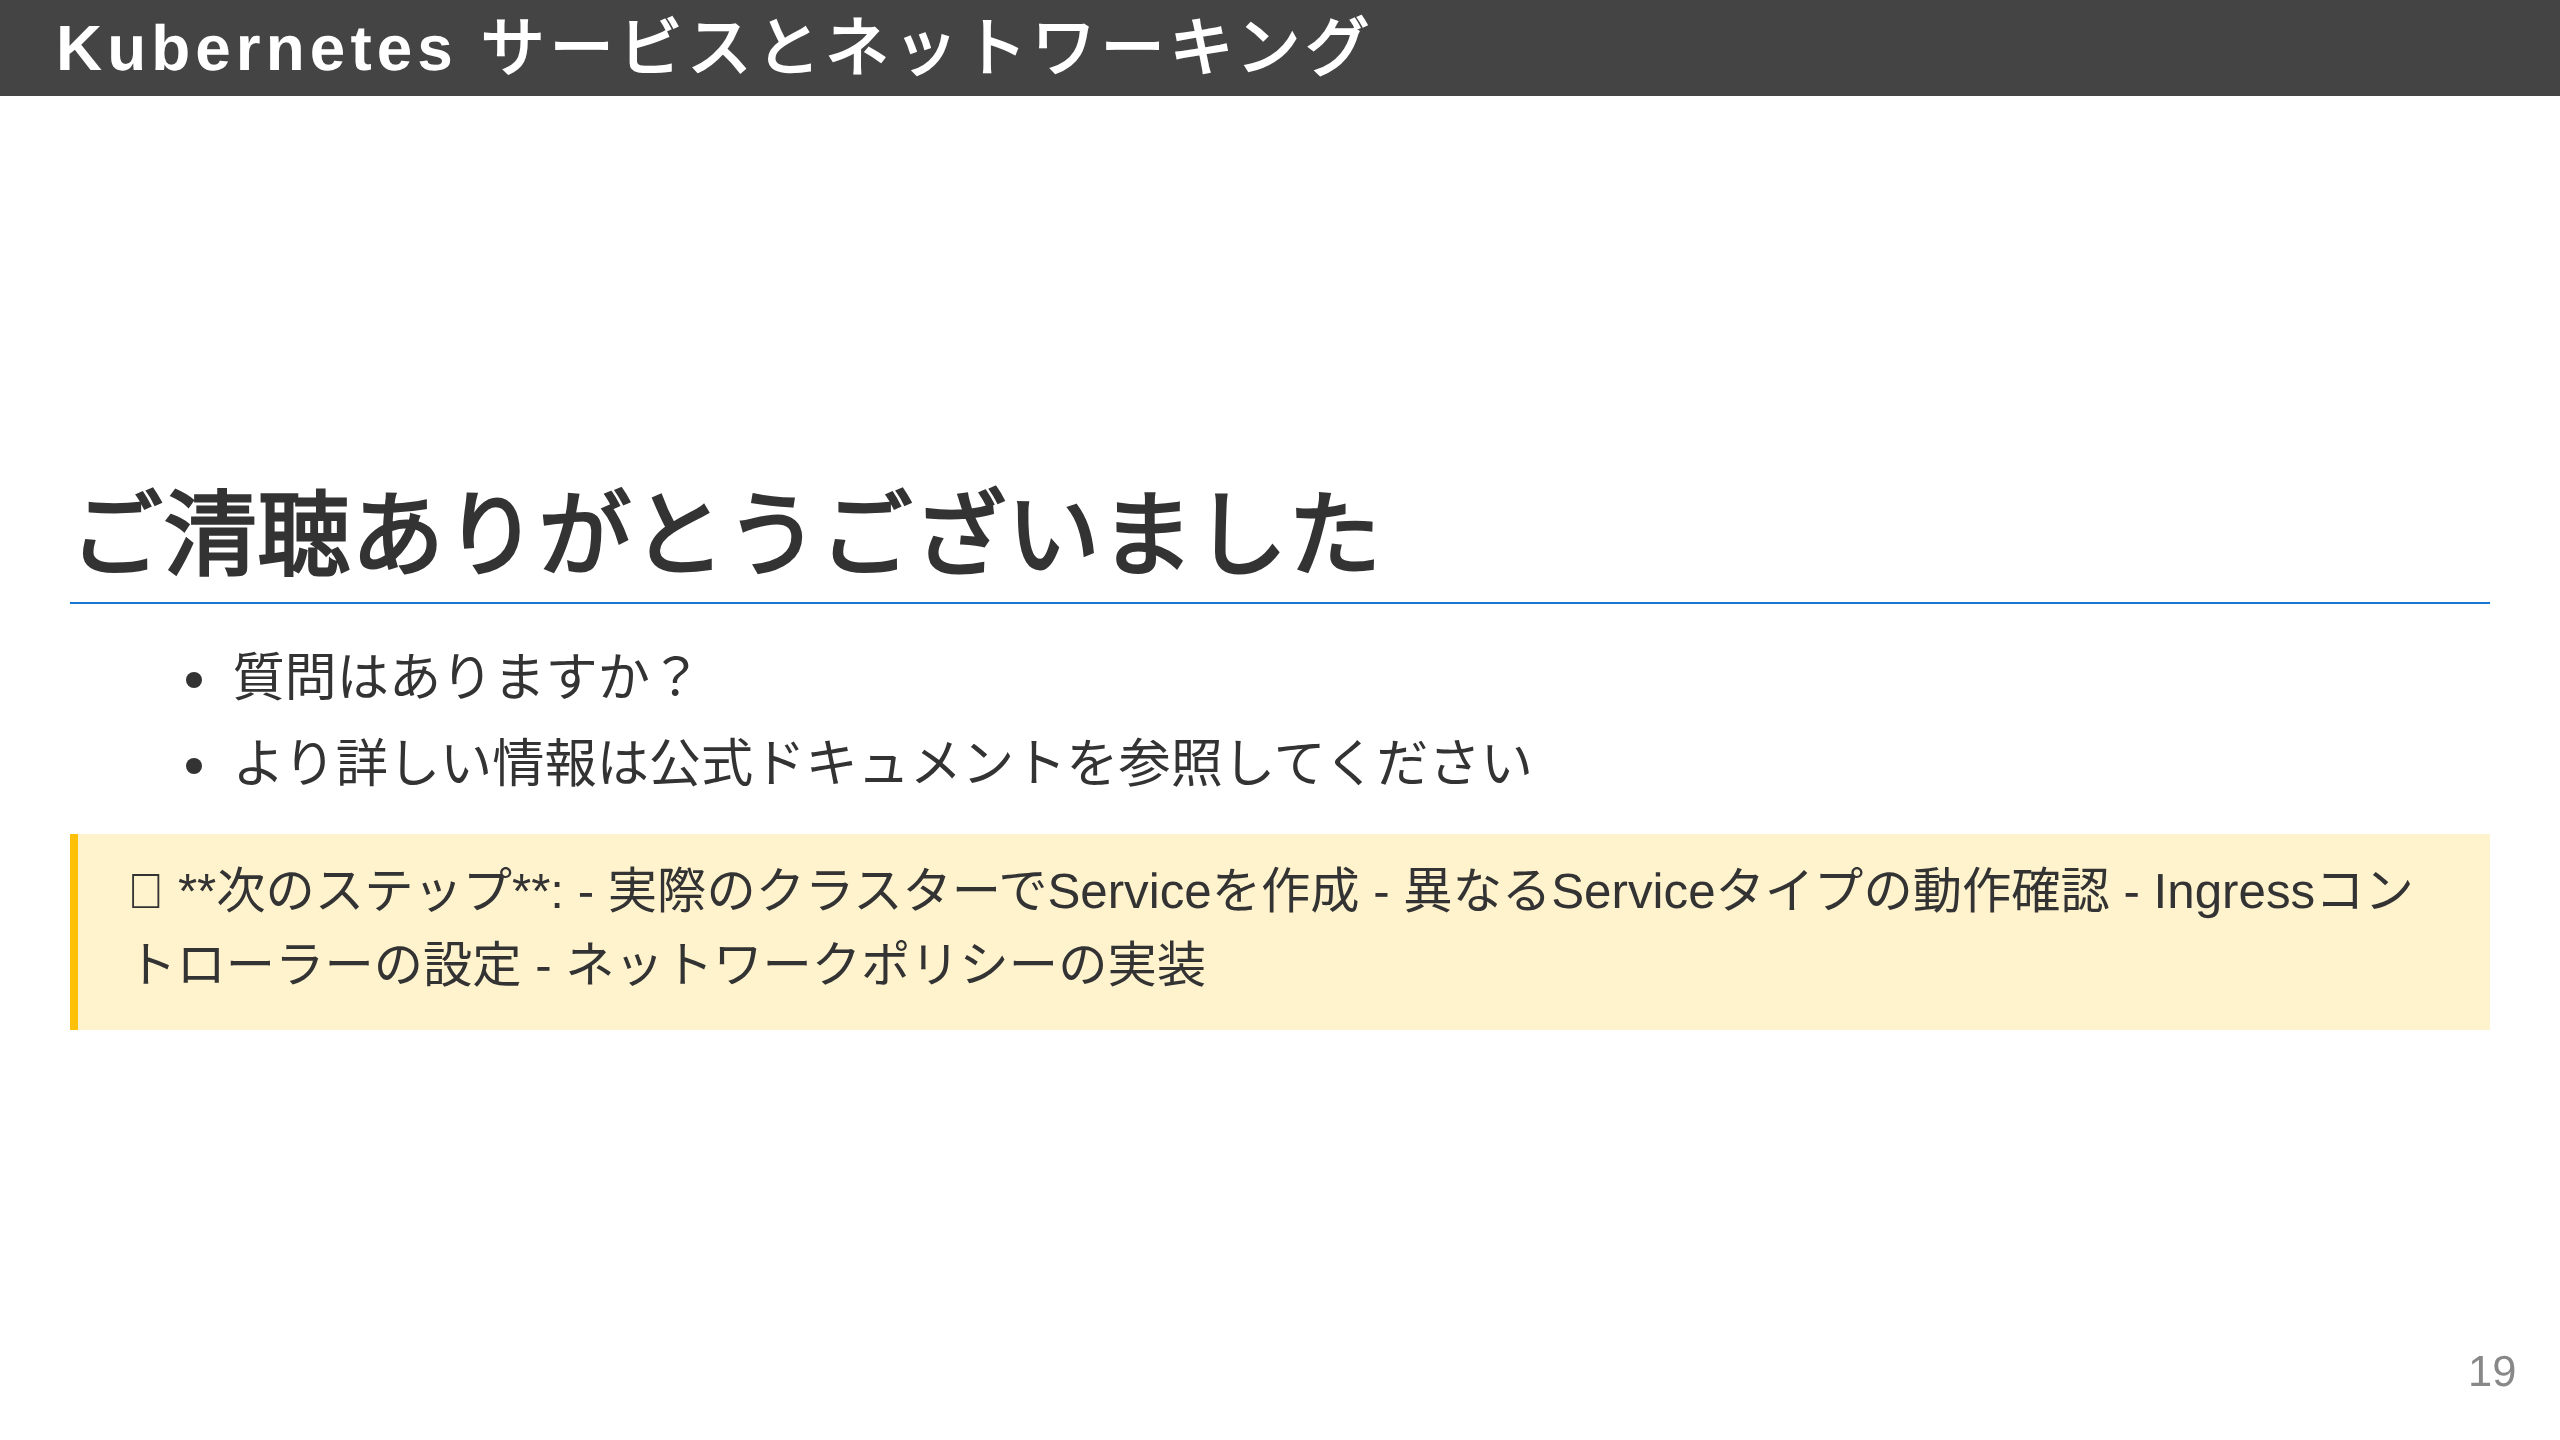 Kubernetes サービスとネットワーキング
ご清聴ありがとうございました
• 質問はありますか？
• より詳しい情報は公式ドキュメントを参照してください
□ **次のステップ**: - 実際のクラスターでServiceを作成 - 異なるServiceタイプの動作確認 - Ingressコン
トローラーの設定 - ネットワークポリシーの実装
19